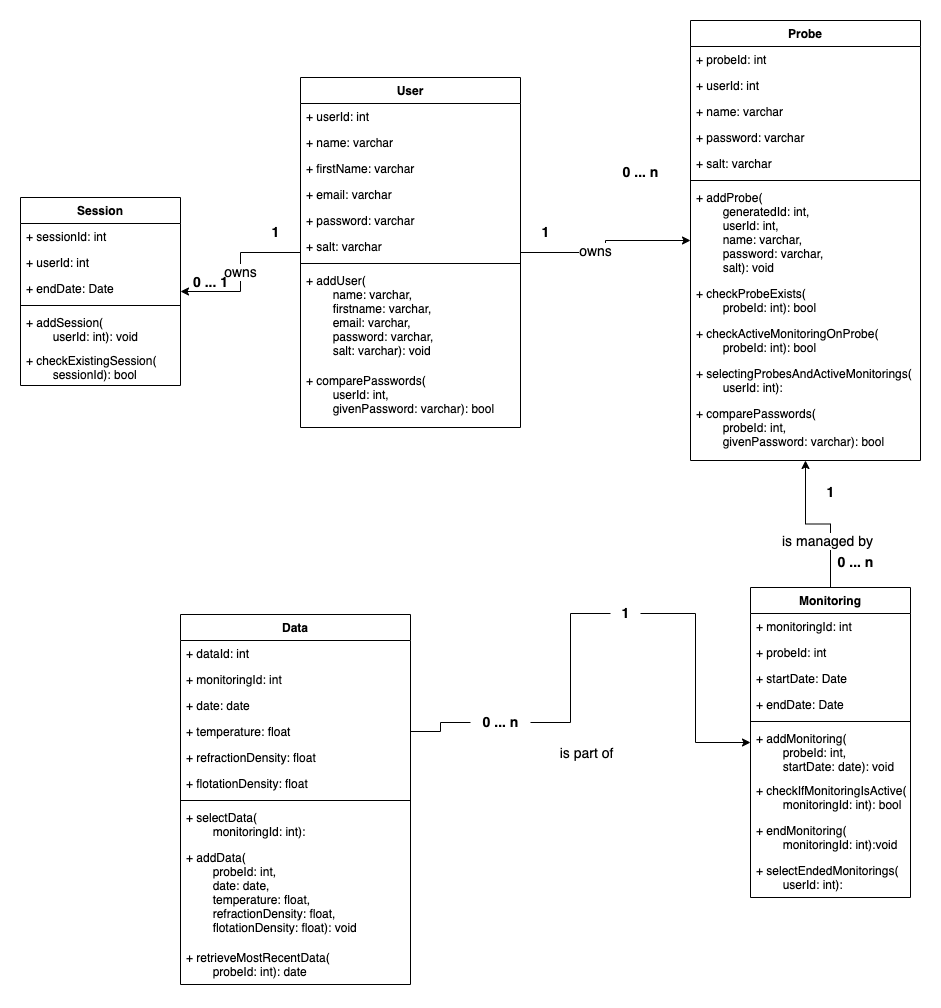 Probe
+ probeId: int
+ userId: int
+ name: varchar
+ password: varchar
+ salt: varchar
+ addProbe(
generatedId: int,
userId: int,
name: varchar,
password: varchar,
salt): void
+ checkProbeExists(
probeId: int): bool
+ checkActiveMonitoringOnProbe(
probeId: int): bool
+ selectingProbesAndActiveMonitorings(
userId: int):
+ comparePasswords(
probeId: int,
givenPassword: varchar): bool
User
+ userId: int
+ name: varchar
+ firstName: varchar
+ email: varchar
+ password: varchar
+ salt: varchar
+ addUser(
name: varchar,
firstname: varchar,
email: varchar,
password: varchar,
salt: varchar): void
+ comparePasswords(
userId: int,
givenPassword: varchar): bool
1
owns
0 ... n
Session
+ sessionId: int
+ userId: int
+ endDate: Date
+ addSession(
userId: int): void
+ checkExistingSession(
sessionId): bool
1
owns
0 ... 1
1
is managed by
0 ... n
Monitoring
+ monitoringId: int
+ probeId: int
+ startDate: Date
+ endDate: Date
+ addMonitoring(
probeId: int,
startDate: date): void
+ checkIfMonitoringIsActive(
monitoringId: int): bool
+ endMonitoring(
monitoringId: int):void
+ selectEndedMonitorings(
userId: int):
Data
+ dataId: int
+ monitoringId: int
+ date: date
+ temperature: float
+ refractionDensity: float
+ flotationDensity: float
+ selectData(
monitoringId: int):
+ addData(
probeId: int,
date: date,
temperature: float,
refractionDensity: float,
flotationDensity: float): void
+ retrieveMostRecentData(
probeId: int): date
1
0 ... n
is part of